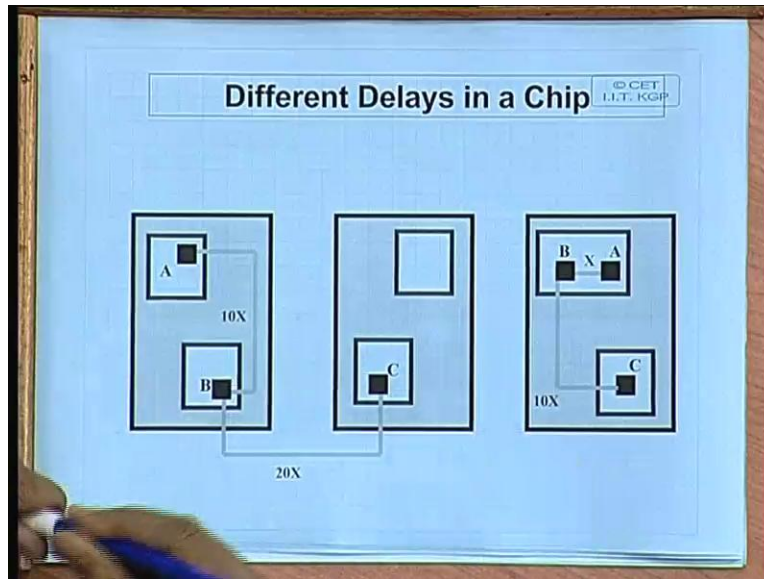 Different Delays in a Chip
© CET
I.I.T. KGP
A
10X
B
C
20X
B
X
A
C
10X